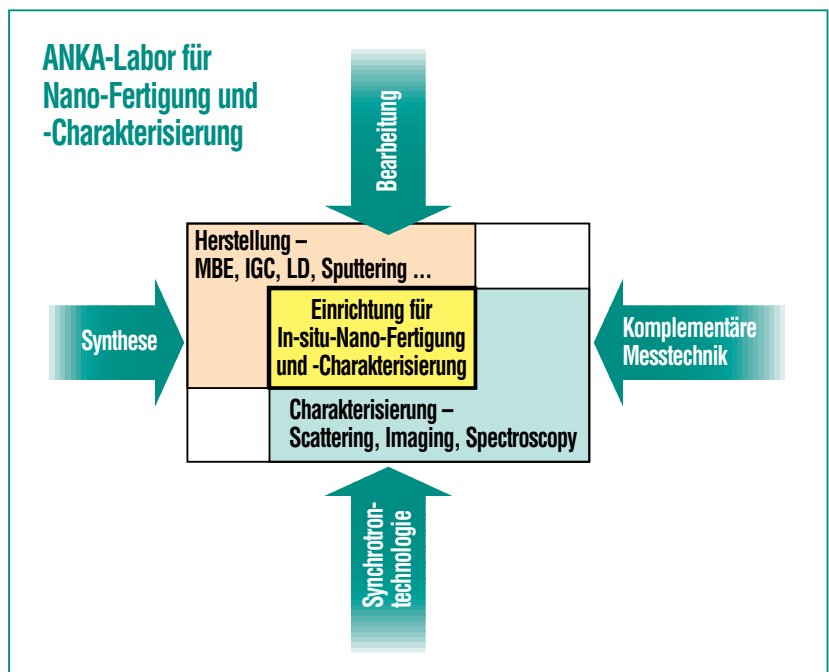 ANKA-Labor für
Nano-Fertigung und
-Charakterisierung
Bearbeitung
Herstellung –
MBE, IGC, LD, Sputtering ...
Synthese
Einrichtung für
In-situ-Nano-Fertigung
und -Charakterisierung
Komplementäre
Messtechnik
Charakterisierung –
Scattering, Imaging, Spectroscopy
Synchrotron-
technologie